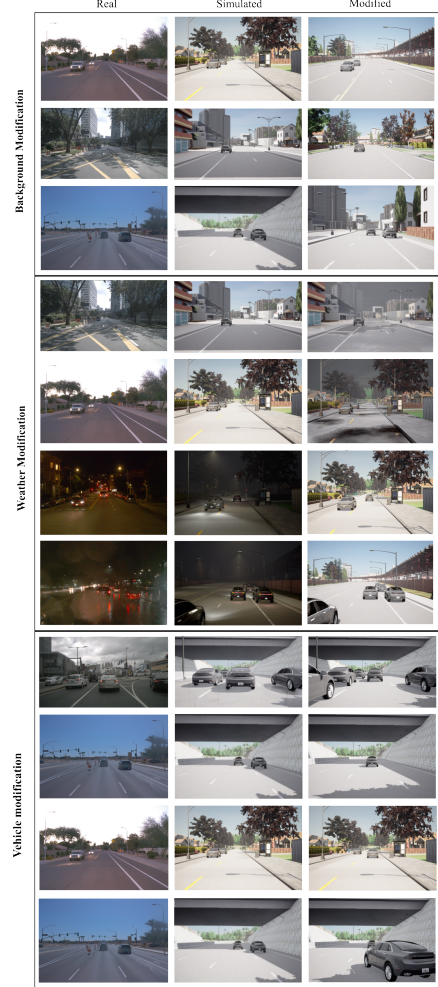 Real
Simulated
Modified
Background Modification
Weather Modification
Vehicle modification